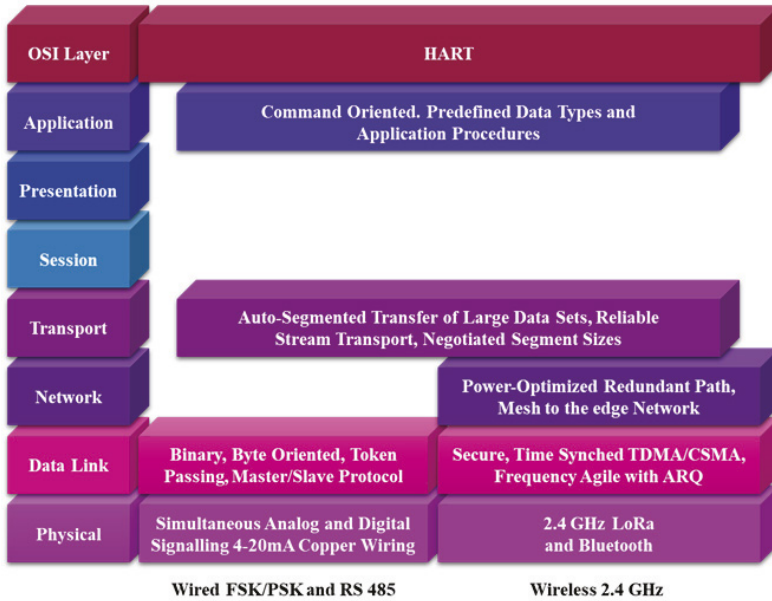 OSI Layer
HART
Application
Command Oriented. Predefined Data Types and
Application Procedures
Presentation
Session
Transport
Auto-Segmented Transfer of Large Data Sets, Reliable
Stream Transport, Negotiated Segment Sizes
Network
Power-Optimized Redundant Path,
Mesh to the edge Network
Data Link
Binary, Byte Oriented, Token
Passing, Master/Slave Protocol
Secure, Time Synched TDMA/CSMA,
Frequency Agile with ARQ
Physical
Simultaneous Analog and Digital
Signalling 4-20mA Copper Wiring
2.4 GHz LoRa
and Bluetooth
Wired FSK/PSK and RS 485
Wireless 2.4 GHz